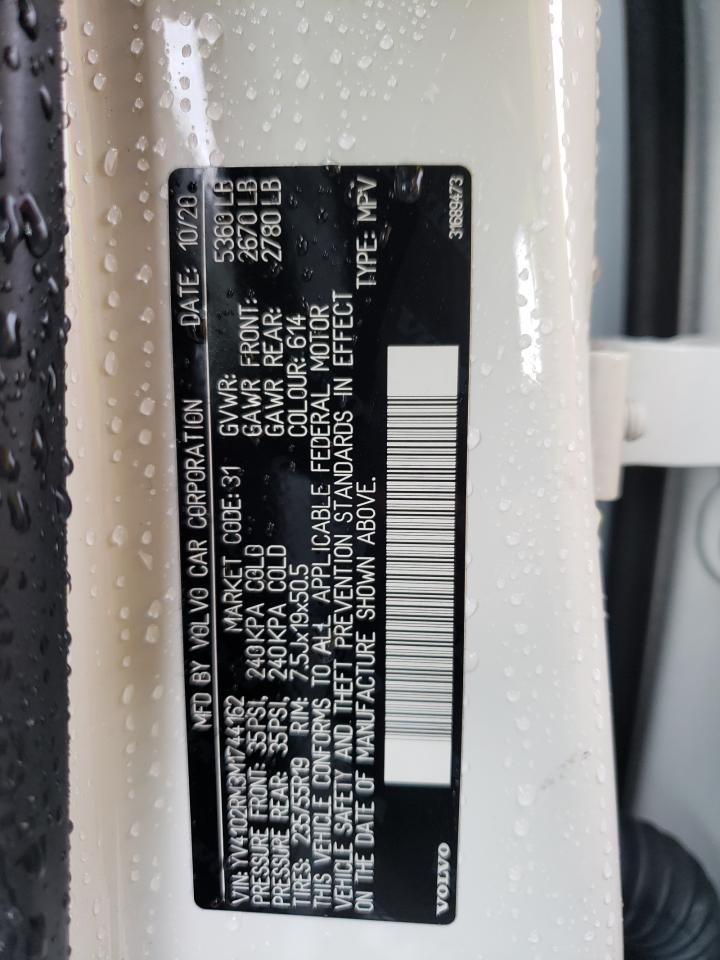 MFD BY VOLVO CAR CORPORATION DATE: 10/20
VIN: YV4102RM3M1744162 MARKET CODE: 31 GVWR: 5360 LB
PRESSURE FRONT: 35PSI, 240KPA COLD GAWR FRONT: 2670 LB
PRESSURE REAR: 35PSI, 240KPA COLD GAWR REAR: 2780 LB
TIRES: 235/55R19 RIM: 7.5Jx19x50.5 COLOUR: 614
THIS VEHICLE CONFORMS TO ALL APPLICABLE FEDERAL MOTOR
VEHICLE SAFETY AND THEFT PREVENTION STANDARDS IN EFFECT
ON THE DATE OF MANUFACTURE SHOWN ABOVE. TYPE: MPV
VOLVO 31689473